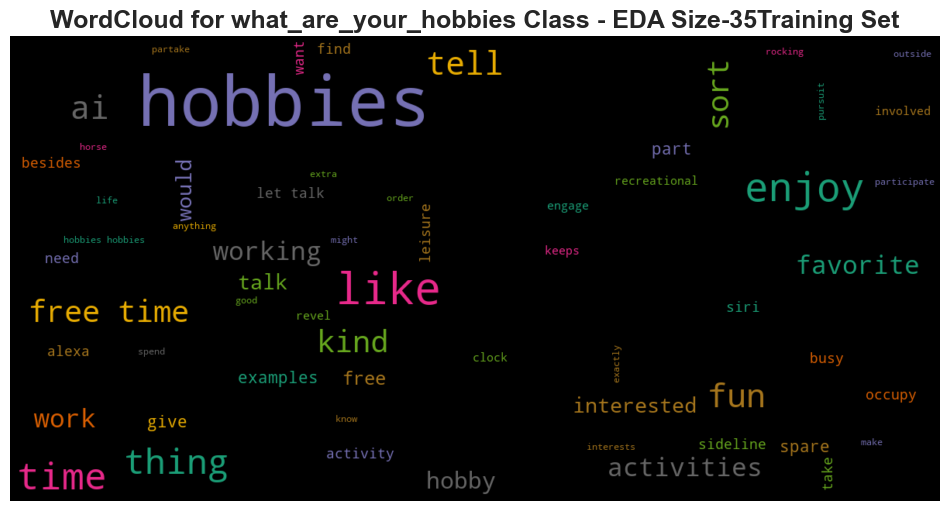 WordCloud for what_are_your_hobbies Class - EDA Size-35Training Set
partake
want
find
tell
rocking
outside
hobbies
ai
sort
pursuit
involved
horse
besides
would
part
extra
let talk
order
recreational
enjoy
participate
life
leisure
engage
anything
hobbies hobbies
might
working
keeps
need
favorite
talk
like
good
siri
free time
revel
kind
alexa
spend
clock
exactly
busy
examples
free
fun
occupy
interested
work
give
know
activity
interests
sideline
spare
make
time
thing
hobby
activities
take